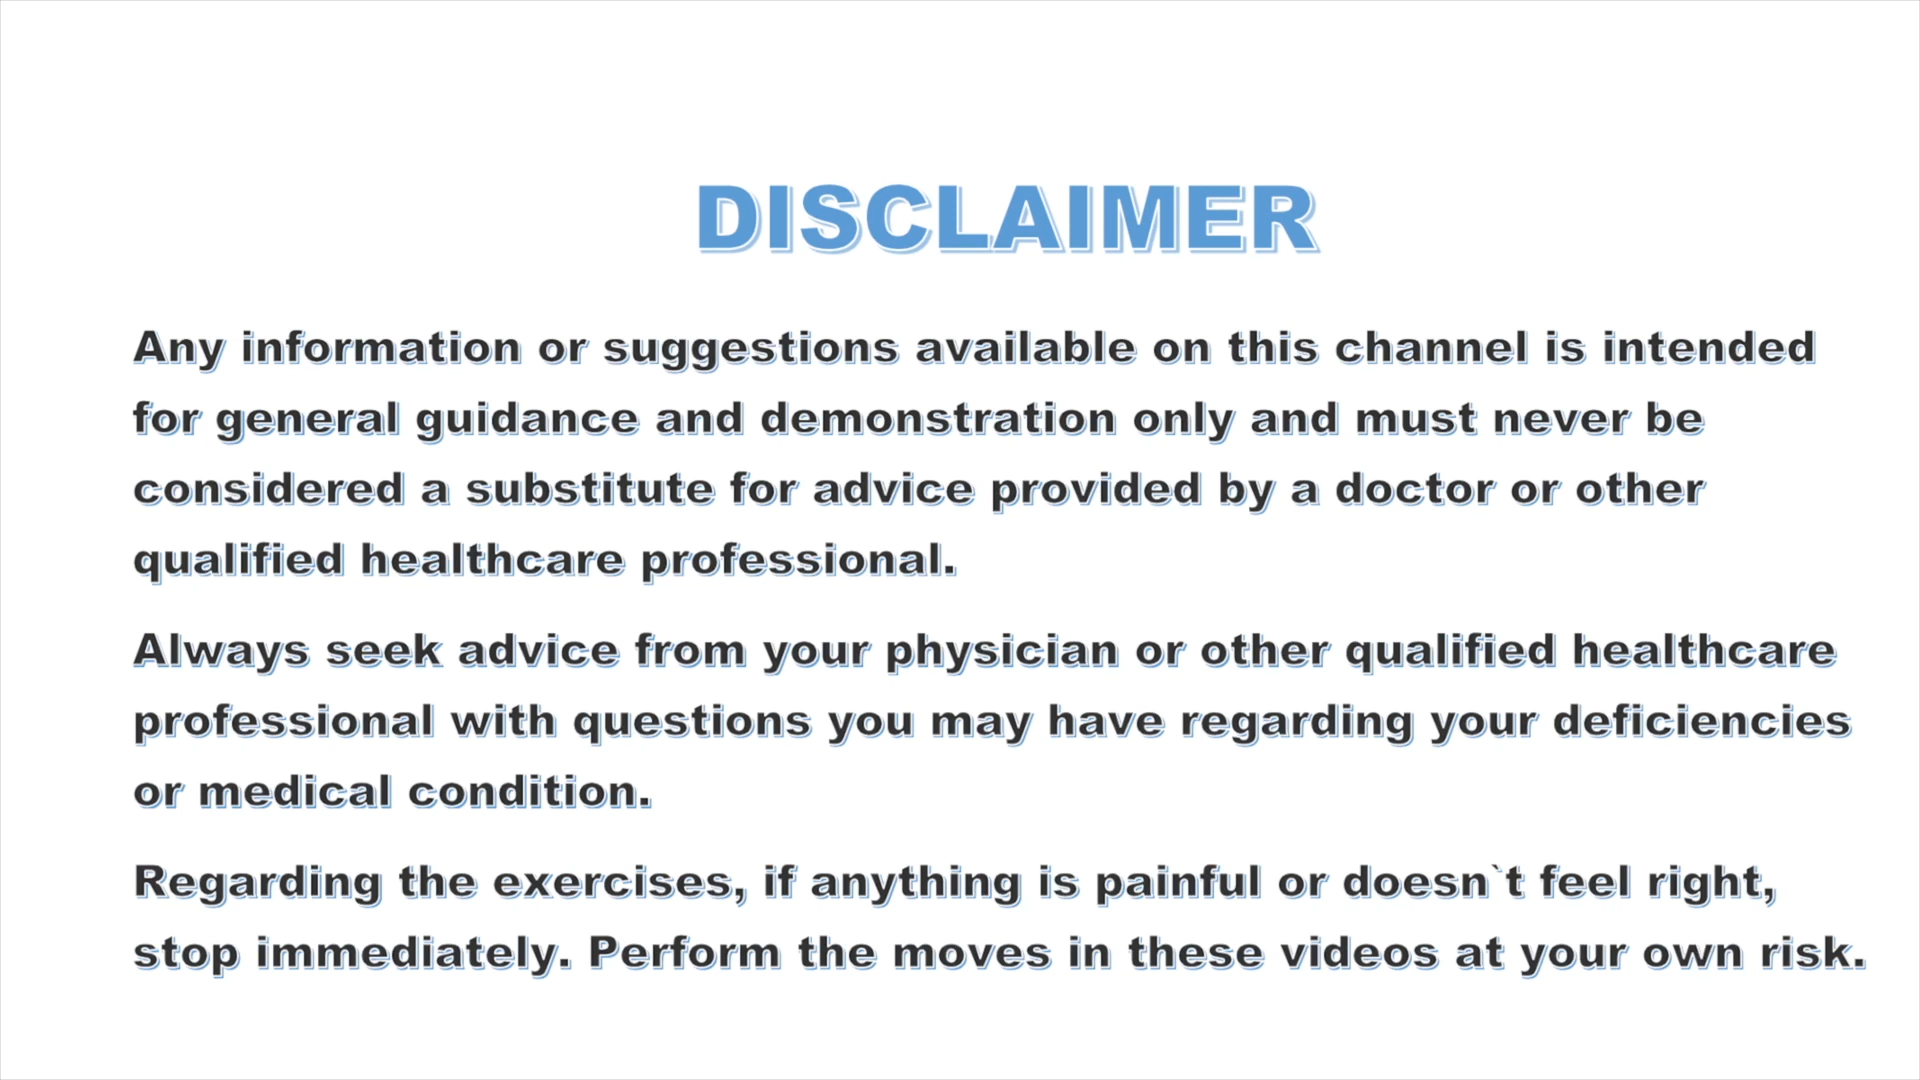 DISCLAIMER
Any information or suggestions available on this channel is intended
for general guidance and demonstration only and must never be
considered a substitute for advice provided by a doctor or other
qualified healthcare professional.
Always seek advice from your physician or other qualified healthcare
professional with questions you may have regarding your deficiencies
or medical condition.
Regarding the exercises, if anything is painful or doesn`t feel right,
stop immediately. Perform the moves in these videos at your own risk.